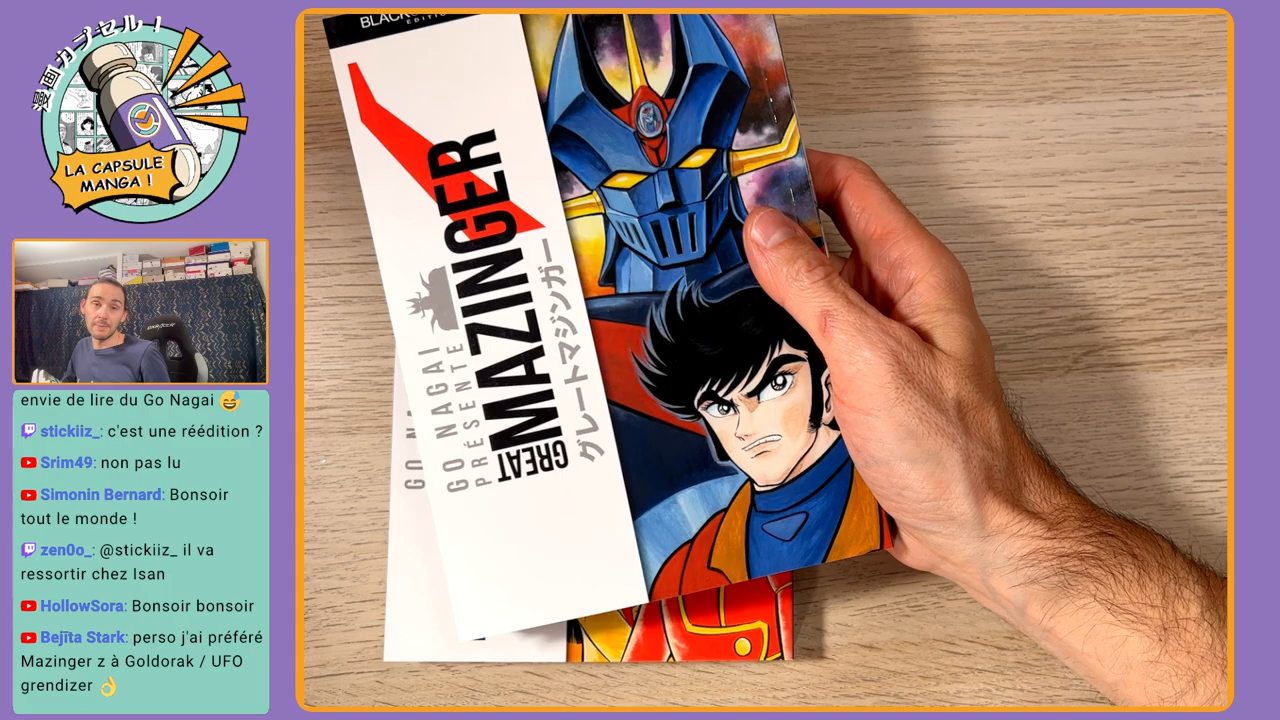 漫画カプセル！
LA CAPSULE
MANGA !
envie de lire du Go Nagai 😅
stickiiz_: c'est une réédition ?
Srim49: non pas lu
Simonin Bernard: Bonsoir
tout le monde !
zen0o_: @stickiiz_ il va
ressortir chez Isan
HollowSora: Bonsoir bonsoir
Bejīta Stark: perso j'ai préféré
Mazinger z à Goldorak / UFO
grendizer 👌
BLACK
GO NAGAI
PRÉSENTE
GREAT
MAZINGER
グレートマジンガー
GO N